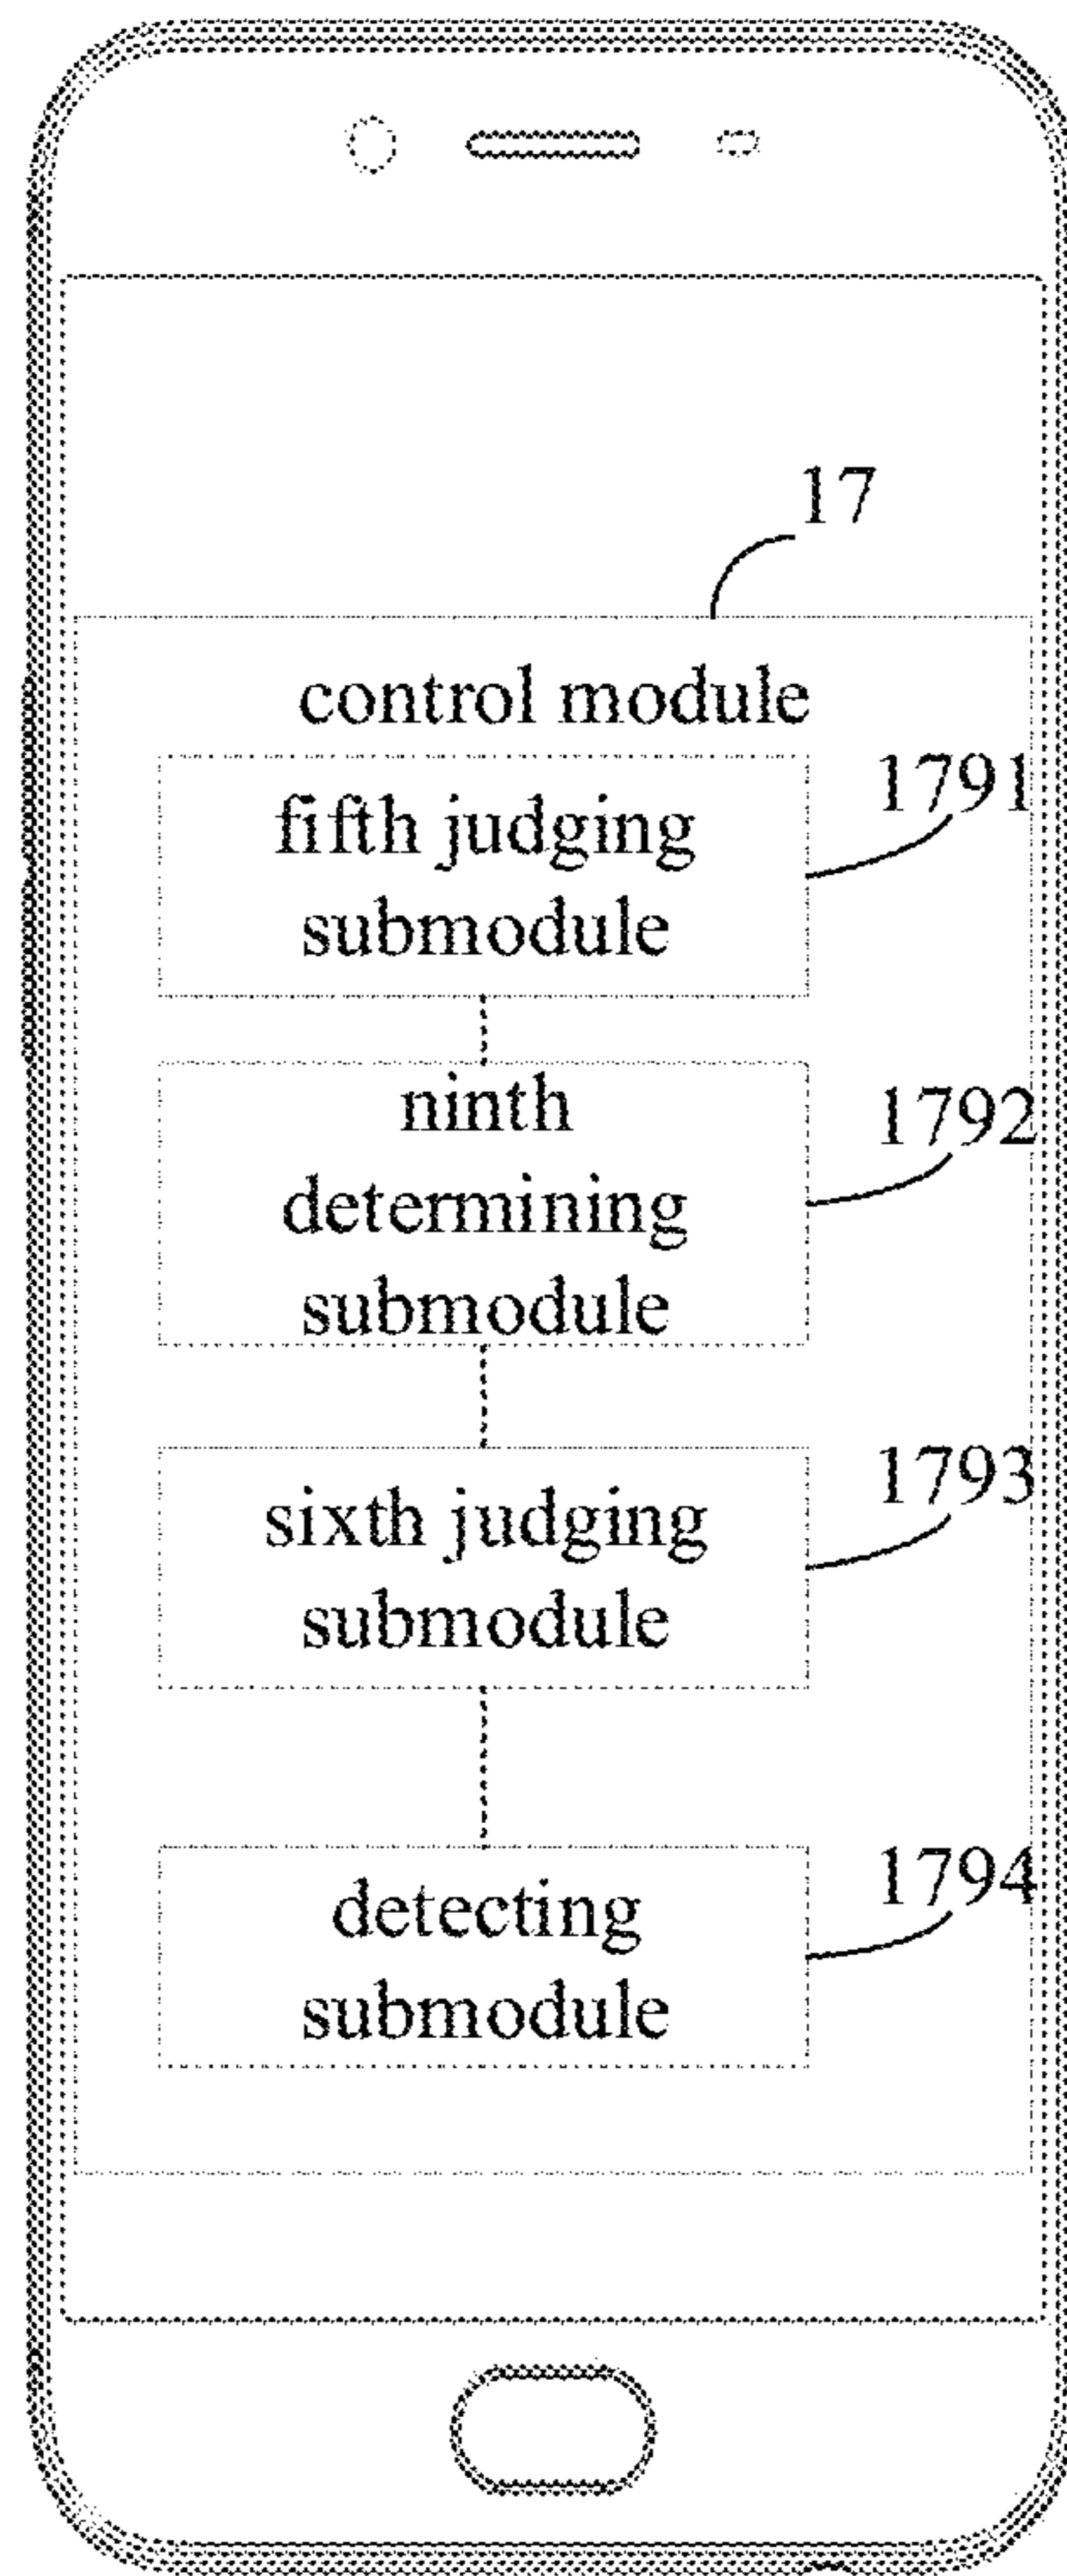 17
control module
fifth judging
submodule
1791
ninth
determining
submodule
1792
sixth judging
submodule
1793
detecting
submodule
1794